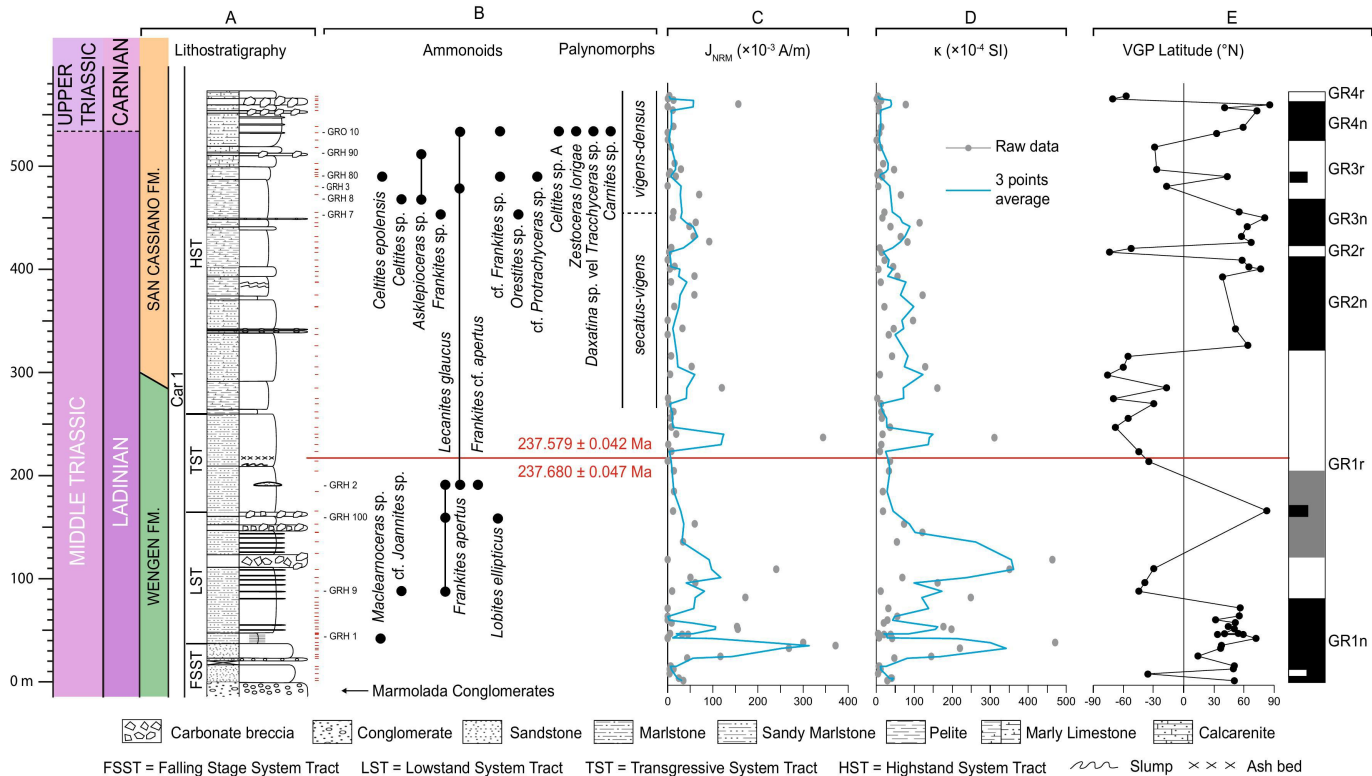 A
B
C
D
E
Lithostratigraphy
Ammonoids
Palynomorphs
J_NRM (×10⁻³ A/m)
κ (×10⁻⁴ SI)
VGP Latitude (°N)
UPPER TRIASSIC
CARNIAN
MIDDLE TRIASSIC
LADINIAN
SAN CASSIANO FM.
WENGEN FM.
Car 1
HST
TST
LST
FSST
500
400
300
200
100
0 m
GRO 10
GRH 90
GRH 80
GRH 3
GRH 8
GRH 7
GRH 2
GRH 100
GRH 9
GRH 1
Celtites epolensis
Celtites sp.
Asklepioceras sp.
Frankites sp.
Lecanites glaucus
Frankites cf. apertus
cf. Frankites sp.
Orestites sp.
cf. Protrachyceras sp.
Celtites sp. A
Zestoceras lorigae
Daxatina sp. vel Trachyceras sp.
Carnites sp.
Maclearnoceras sp.
cf. Joannites sp.
Frankites apertus
Lobites ellipticus
vigens-densus
secatus-vigens
237.579 ± 0.042 Ma
237.680 ± 0.047 Ma
Raw data
3 points
average
GR4r
GR4n
GR3r
GR3n
GR2r
GR2n
GR1r
GR1n
Marmolada Conglomerates
0 100 200 300 400
0 100 200 300 400 500
-90 -60 -30 0 30 60 90
Carbonate breccia
Conglomerate
Sandstone
Marlstone
Sandy Marlstone
Pelite
Marly Limestone
Calcarenite
FSST = Falling Stage System Tract
LST = Lowstand System Tract
TST = Transgressive System Tract
HST = Highstand System Tract
Slump
Ash bed